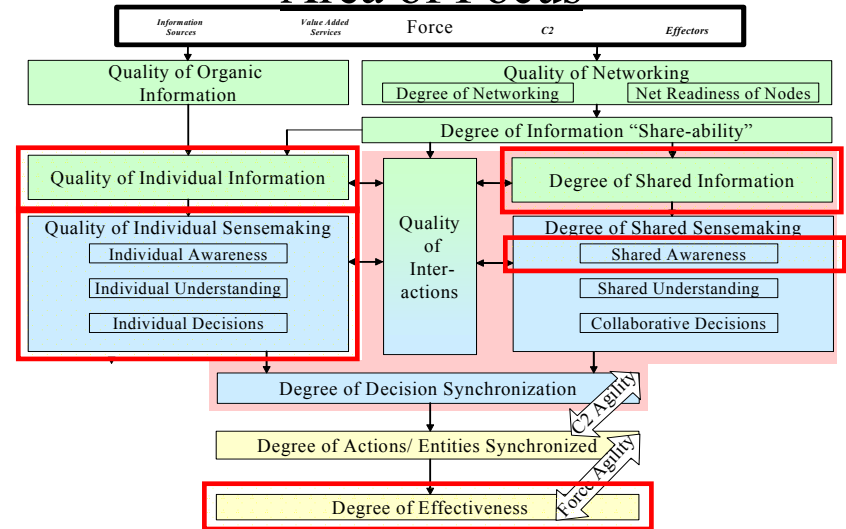 Area of Focus
Information Sources
Value Added Services
Force
C2
Effectors
Quality of Organic
Information
Quality of Networking
Degree of Networking
Net Readiness of Nodes
Degree of Information “Share-ability”
Quality of Individual Information
Degree of Shared Information
Quality of Individual Sensemaking
Individual Awareness
Individual Understanding
Individual Decisions
Quality
of
Inter-
actions
Degree of Shared Sensemaking
Shared Awareness
Shared Understanding
Collaborative Decisions
Degree of Decision Synchronization
C2 Agility
Degree of Actions/ Entities Synchronized
Force Agility
Degree of Effectiveness